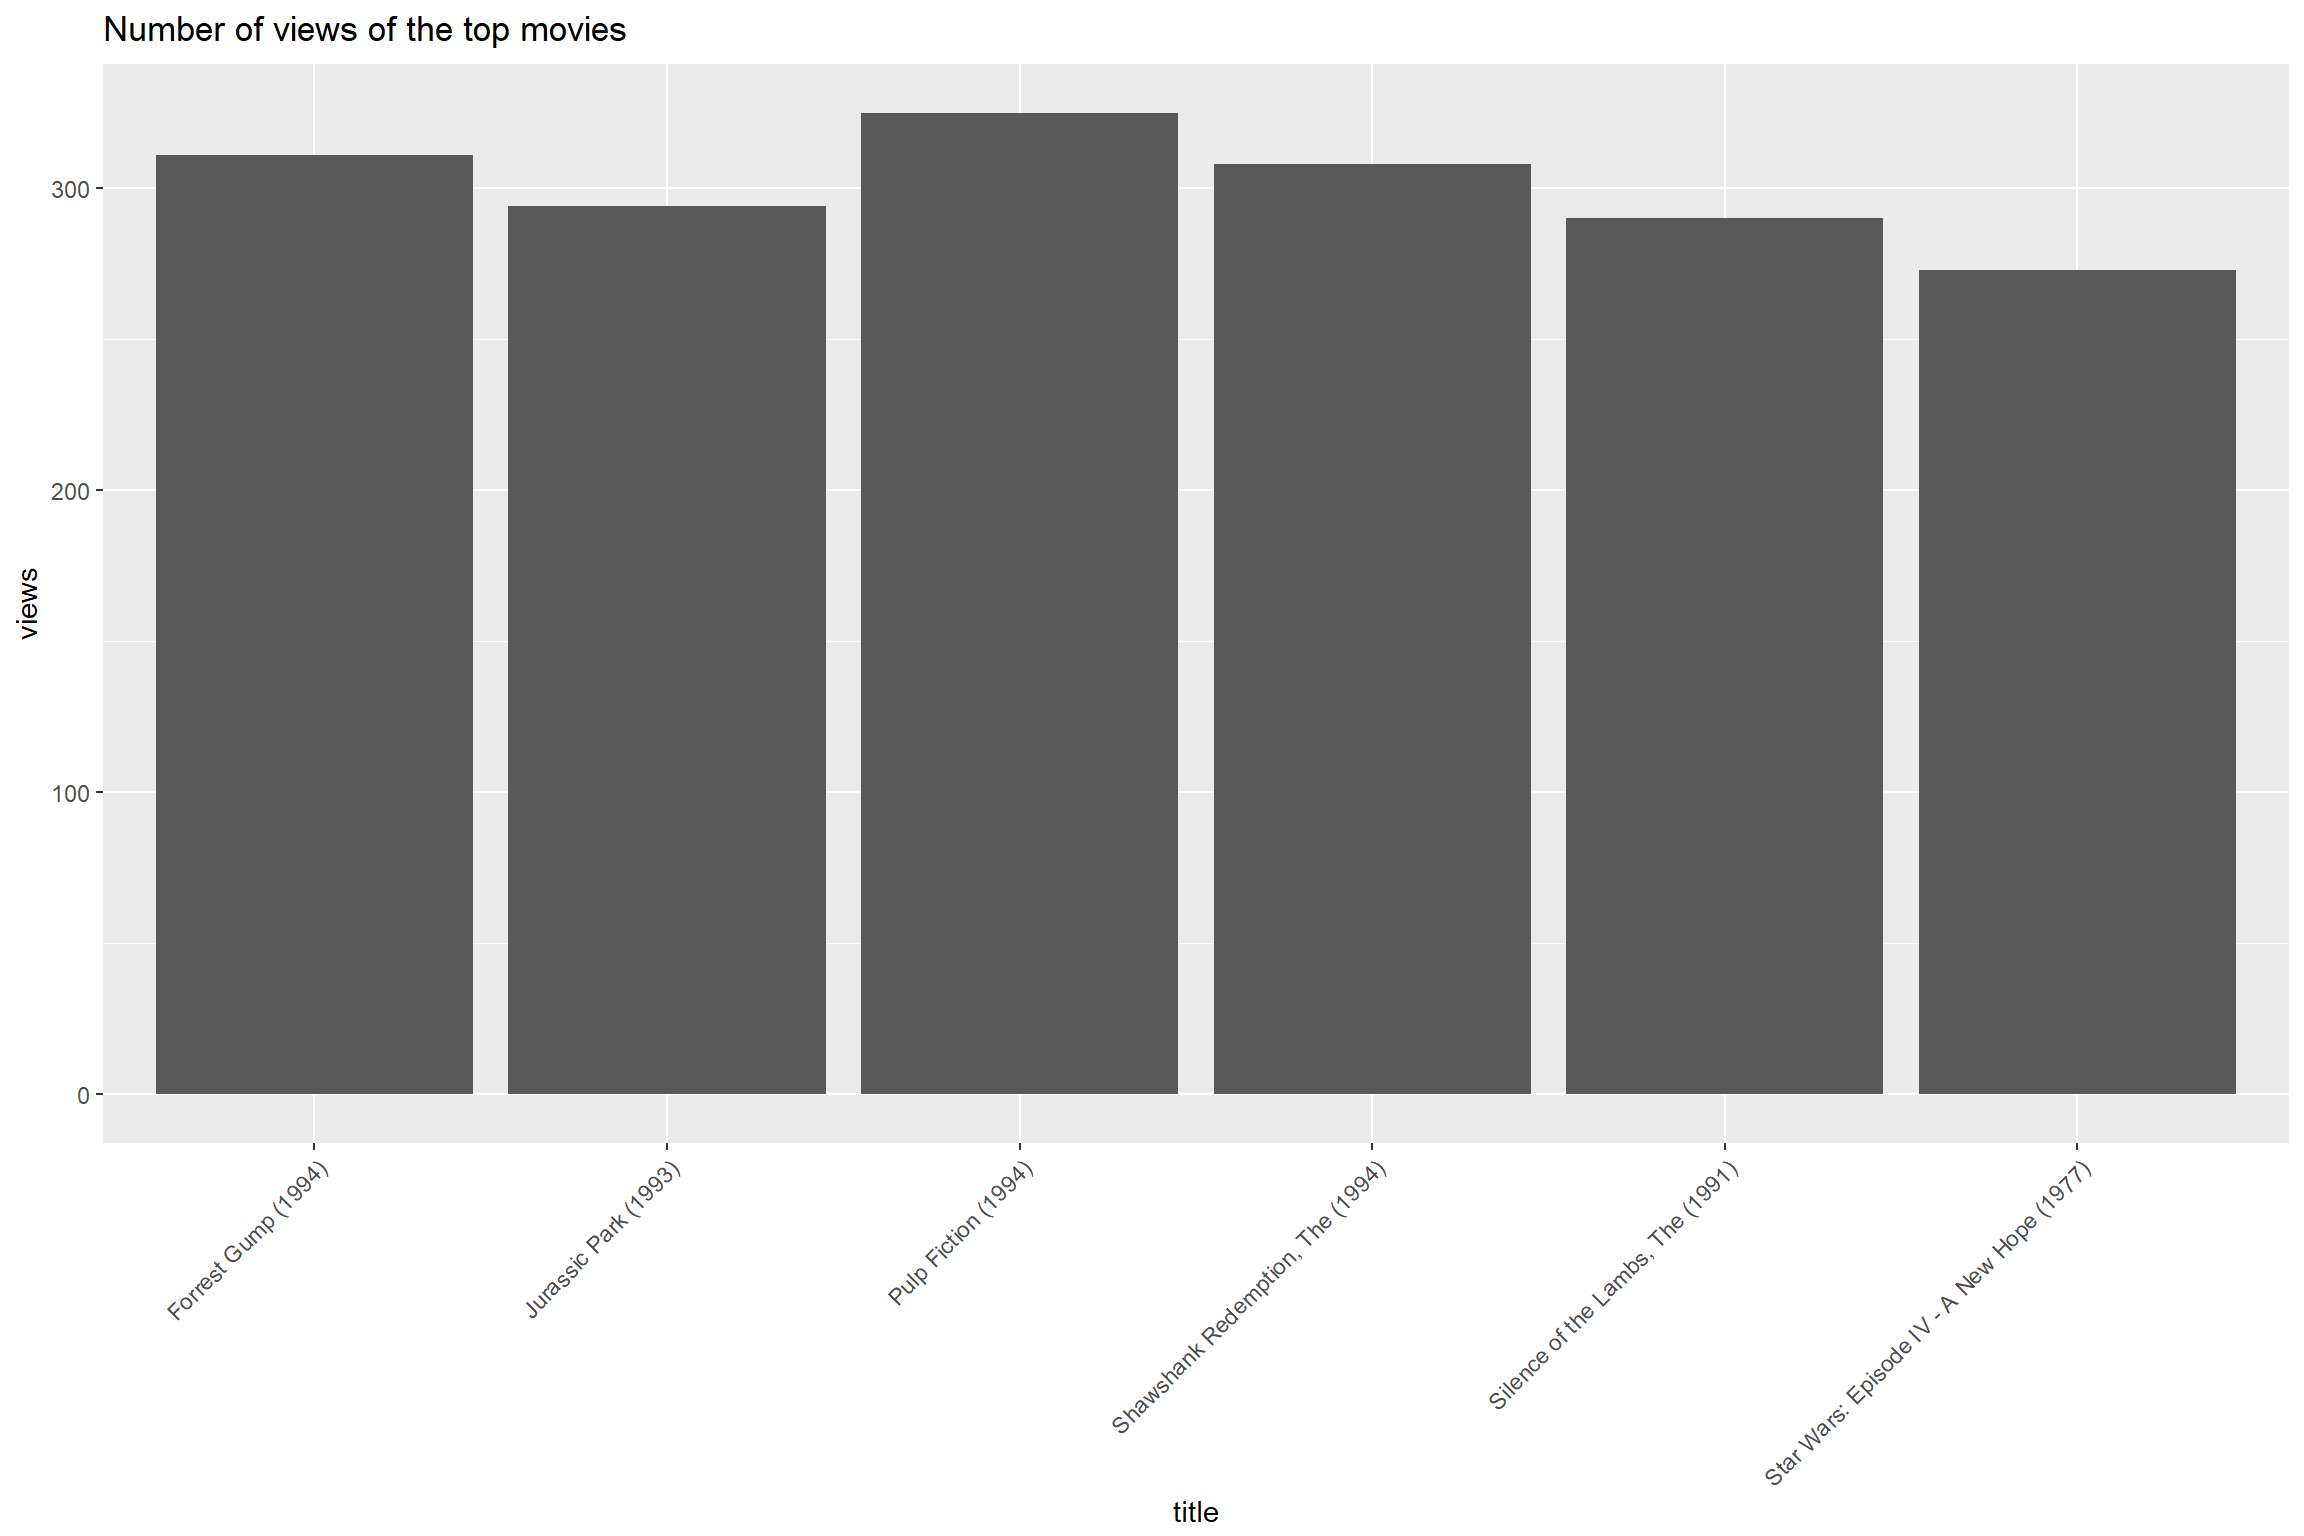 Number of views of the top movies
views
300
200
100
0
Forrest Gump (1994)
Jurassic Park (1993)
Pulp Fiction (1994)
Shawshank Redemption, The (1994)
Silence of the Lambs, The (1991)
Star Wars: Episode IV - A New Hope (1977)
title